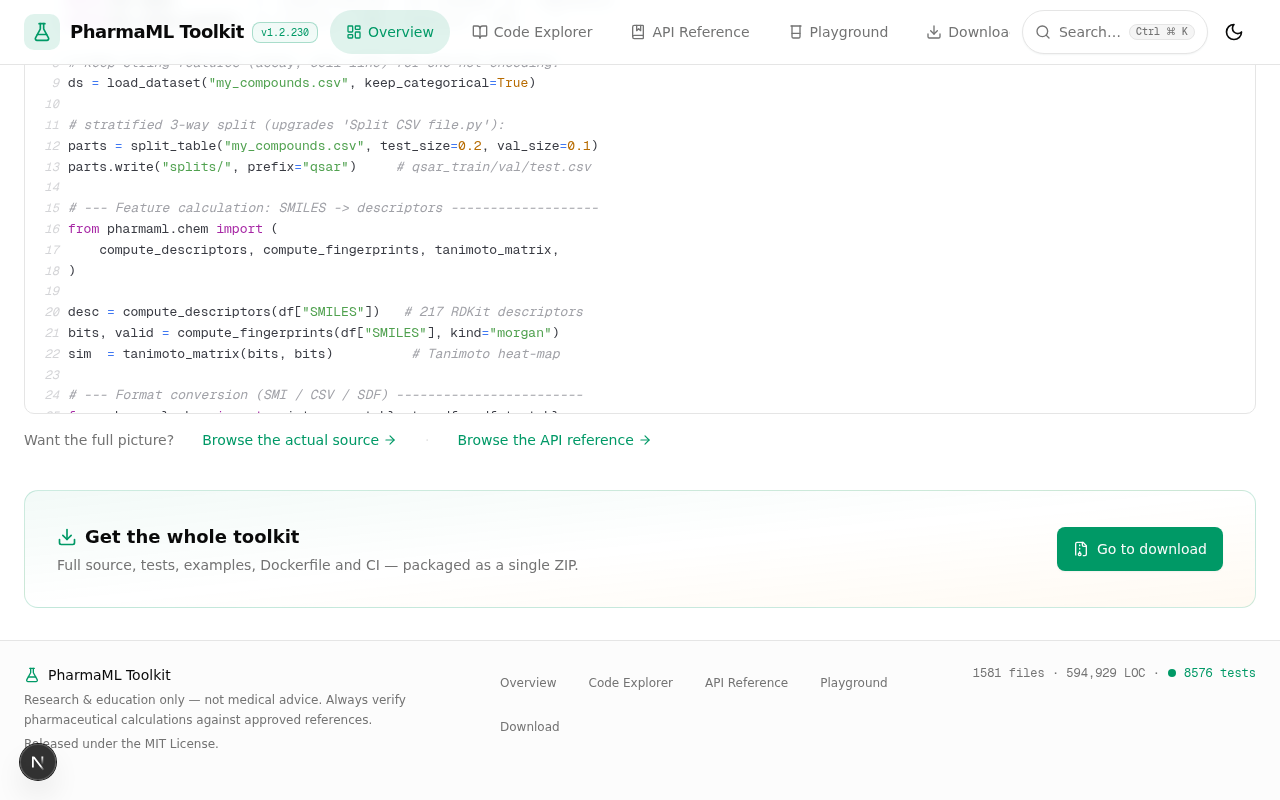 PharmaML Toolkit v1.2.230 Overview Code Explorer API Reference Playground Downloa Search... Ctrl ⌘ K
9 ds = load_dataset("my_compounds.csv", keep_categorical=True)
10
11 # stratified 3-way split (upgrades 'Split CSV file.py'):
12 parts = split_table("my_compounds.csv", test_size=0.2, val_size=0.1)
13 parts.write("splits/", prefix="qsar")     # qsar_train/val/test.csv
14
15 # --- Feature calculation: SMILES -> descriptors -------------------
16 from pharmaml.chem import (
17     compute_descriptors, compute_fingerprints, tanimoto_matrix,
18 )
19
20 desc = compute_descriptors(df["SMILES"])   # 217 RDKit descriptors
21 bits, valid = compute_fingerprints(df["SMILES"], kind="morgan")
22 sim  = tanimoto_matrix(bits, bits)          # Tanimoto heat-map
23
24 # --- Format conversion (SMI / CSV / SDF) ------------------------
Want the full picture? Browse the actual source → · Browse the API reference →
Get the whole toolkit
Full source, tests, examples, Dockerfile and CI — packaged as a single ZIP.
Go to download
PharmaML Toolkit
Research & education only — not medical advice. Always verify
pharmaceutical calculations against approved references.
Released under the MIT License.
Overview Code Explorer API Reference Playground
Download
1581 files · 594,929 LOC · ● 8576 tests
N